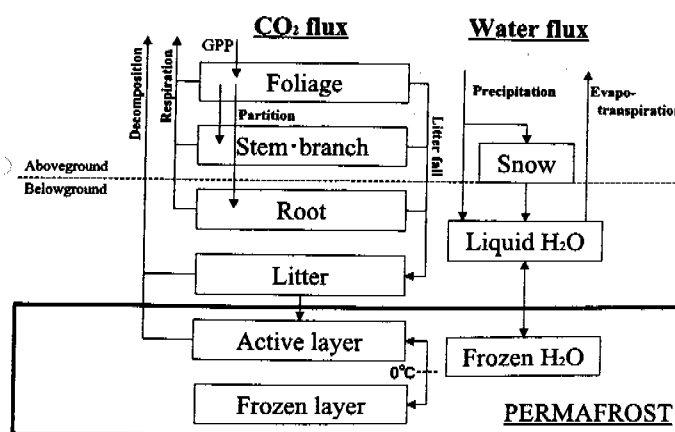 CO₂ flux
Water flux
GPP
Decomposition
Respiration
Foliage
Partition
Stem·branch
Litter fall
Precipitation
Evapo-
transpiration
Snow
Aboveground
Belowground
Root
Liquid H₂O
Litter
Active layer
0°C
Frozen H₂O
Frozen layer
PERMAFROST